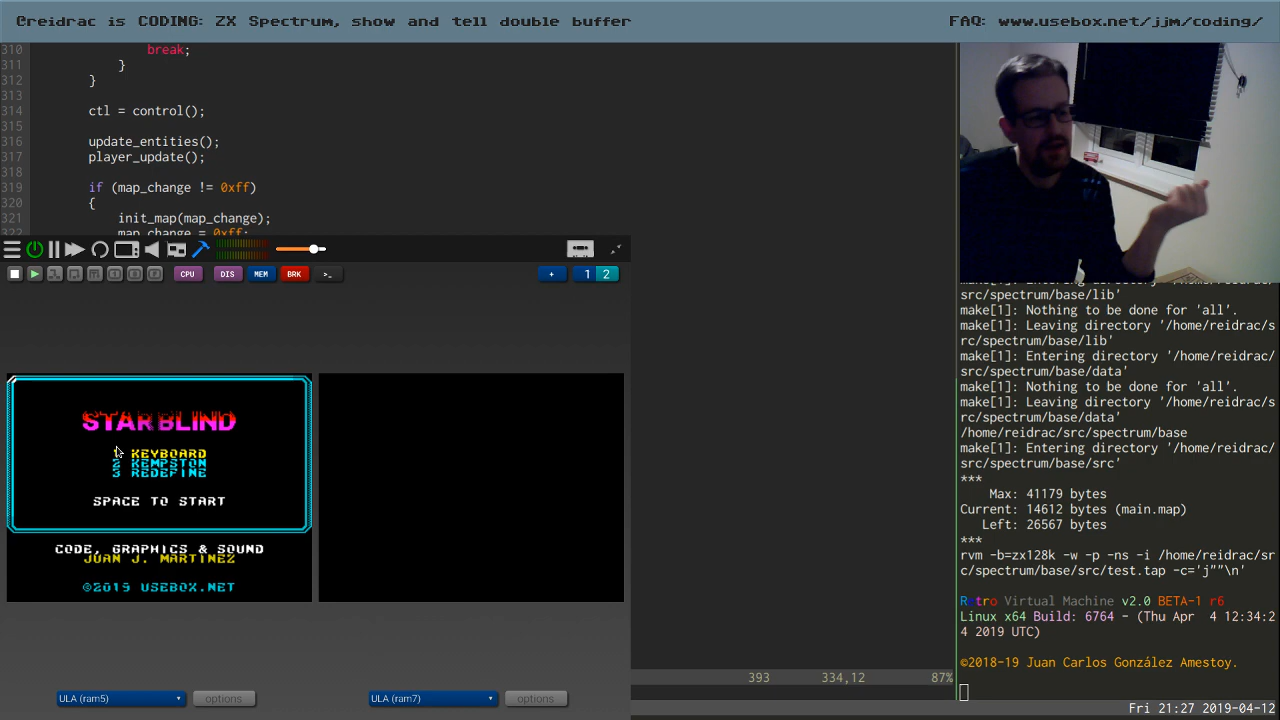 @reidrac is CODING: ZX Spectrum, show and tell double buffer
FAQ: www.usebox.net/jjm/coding/
310 break;
311 }
312 }
313
314 ctl = control();
315
316 update_entities();
317 player_update();
318
319 if (map_change != 0xff)
320 {
321 init_map(map_change);
322 map_change = 0xff;
CPU DIS MEM BRK >_ + 1 2
STARBLIND
1 KEYBOARD
2 KEMPSTON
3 REDEFINE
SPACE TO START
CODE, GRAPHICS & SOUND
JUAN J. MARTINEZ
©2019 USEBOX.NET
ULA (ram5) options ULA (ram7) options
393 334,12 87%
make[1]: Entering directory '/home/reidrac/
src/spectrum/base/lib'
make[1]: Nothing to be done for 'all'.
make[1]: Leaving directory '/home/reidrac/s
rc/spectrum/base/lib'
make[1]: Entering directory '/home/reidrac/
src/spectrum/base/data'
make[1]: Nothing to be done for 'all'.
make[1]: Leaving directory '/home/reidrac/s
rc/spectrum/base/data'
/home/reidrac/src/spectrum/base
make[1]: Entering directory '/home/reidrac/
src/spectrum/base/src'
***
Max: 41179 bytes
Current: 14612 bytes (main.map)
Left: 26567 bytes
***
rvm -b=zx128k -w -p -ns -i /home/reidrac/sr
c/spectrum/base/src/test.tap -c='j""\n'
Retro Virtual Machine v2.0 BETA-1 r6
Linux x64 Build: 6764 - (Thu Apr 4 12:34:2
4 2019 UTC)
©2018-19 Juan Carlos González Amestoy.
Fri 21:27 2019-04-12